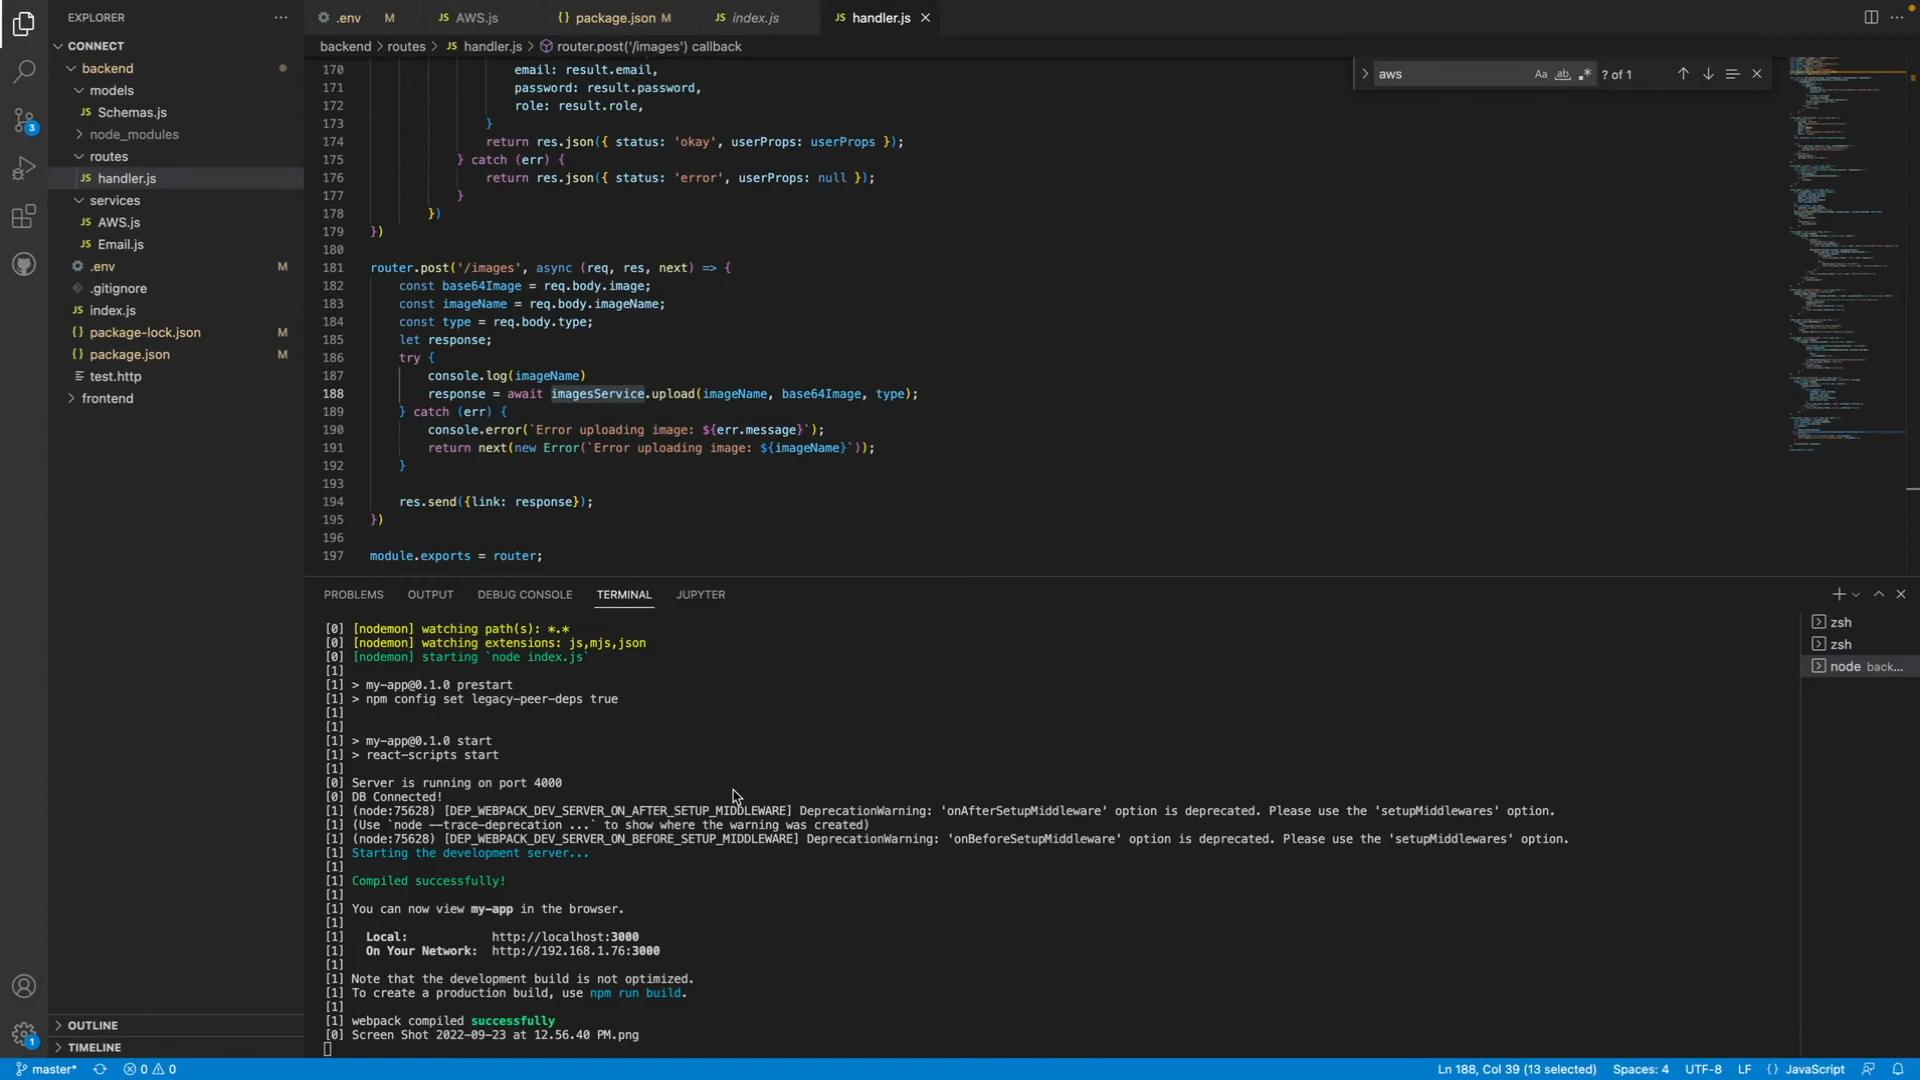 EXPLORER
CONNECT
backend
models
JS Schemas.js
node_modules
routes
JS handler.js
services
JS AWS.js
JS Email.js
.env M
.gitignore
JS index.js
{} package-lock.json M
{} package.json M
test.http
frontend
OUTLINE
TIMELINE
3
1
.env M
JS AWS.js
{} package.json M
JS index.js
JS handler.js
backend > routes > JS handler.js > router.post('/images') callback
aws
Aa ab .* ? of 1
170 email: result.email,
171 password: result.password,
172 role: result.role,
173 }
174 return res.json({ status: 'okay', userProps: userProps });
175 } catch (err) {
176 return res.json({ status: 'error', userProps: null });
177 }
178 })
179 })
180
181 router.post('/images', async (req, res, next) => {
182 const base64Image = req.body.image;
183 const imageName = req.body.imageName;
184 const type = req.body.type;
185 let response;
186 try {
187 console.log(imageName)
188 response = await imagesService.upload(imageName, base64Image, type);
189 } catch (err) {
190 console.error(`Error uploading image: ${err.message}`);
191 return next(new Error(`Error uploading image: ${imageName}`));
192 }
193
194 res.send({link: response});
195 })
196
197 module.exports = router;
PROBLEMS OUTPUT DEBUG CONSOLE TERMINAL JUPYTER
[0] [nodemon] watching path(s): *.*
[0] [nodemon] watching extensions: js,mjs,json
[0] [nodemon] starting `node index.js`
[1]
[1] > my-app@0.1.0 prestart
[1] > npm config set legacy-peer-deps true
[1]
[1]
[1] > my-app@0.1.0 start
[1] > react-scripts start
[1]
[0] Server is running on port 4000
[0] DB Connected!
[1] (node:75628) [DEP_WEBPACK_DEV_SERVER_ON_AFTER_SETUP_MIDDLEWARE] DeprecationWarning: 'onAfterSetupMiddleware' option is deprecated. Please use the 'setupMiddlewares' option.
[1] (Use `node --trace-deprecation ...` to show where the warning was created)
[1] (node:75628) [DEP_WEBPACK_DEV_SERVER_ON_BEFORE_SETUP_MIDDLEWARE] DeprecationWarning: 'onBeforeSetupMiddleware' option is deprecated. Please use the 'setupMiddlewares' option.
[1] Starting the development server...
[1]
[1] Compiled successfully!
[1]
[1] You can now view my-app in the browser.
[1]
[1] Local: http://localhost:3000
[1] On Your Network: http://192.168.1.76:3000
[1]
[1] Note that the development build is not optimized.
[1] To create a production build, use npm run build.
[1]
[1] webpack compiled successfully
[0] Screen Shot 2022-09-23 at 12.56.40 PM.png
zsh
zsh
node back...
master* 0 0
Ln 188, Col 39 (13 selected) Spaces: 4 UTF-8 LF {} JavaScript